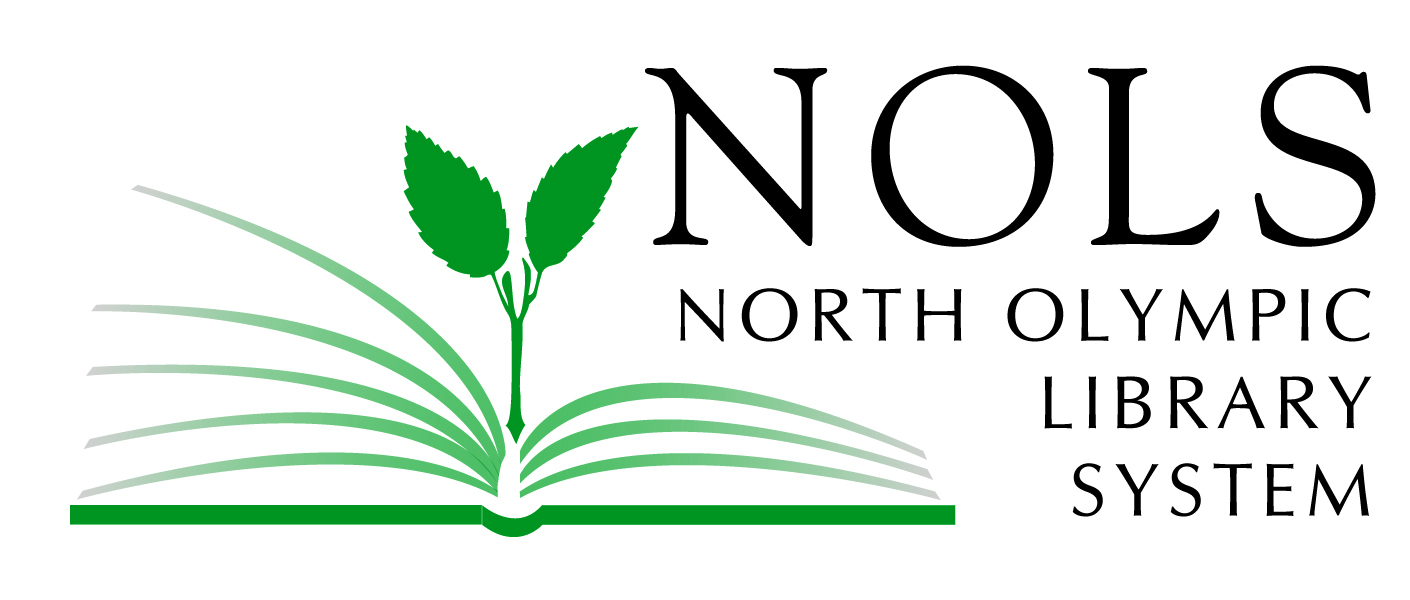 NOLS
NORTH OLYMPIC
LIBRARY
SYSTEM